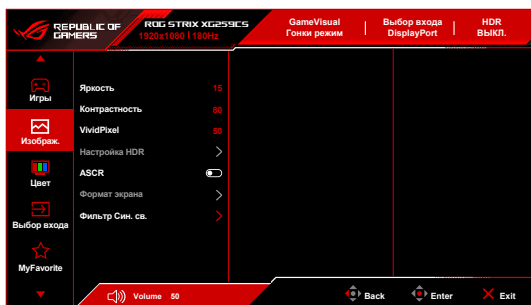 REPUBLIC OF
GAMERS
ROG STRIX XG259CS
1920x1080 | 180Hz
GameVisual
Гонки режим
Выбор входа
DisplayPort
HDR
ВЫКЛ.
Игры
Изображ.
Цвет
Выбор входа
MyFavorite
Яркость 15
Контрастность 80
VividPixel 50
Настройка HDR
ASCR
Формат экрана
Фильтр Син. св.
Volume 50
Back
Enter
Exit